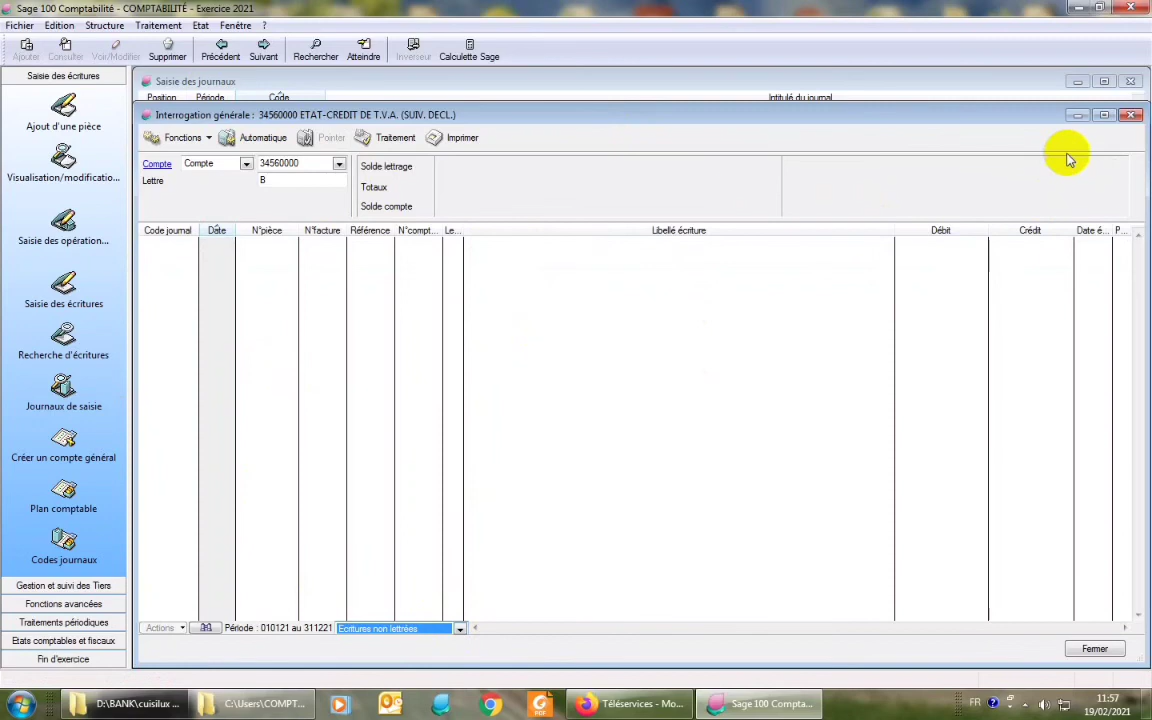 Sage 100 Comptabilité - COMPTABILITÉ - Exercice 2021
Fichier Edition Structure Traitement Etat Fenêtre ?
Ajouter Consulter Voir/Modifier Supprimer Précédent Suivant Rechercher Atteindre Inverseur Calculette Sage
Saisie des écritures
Saisie des journaux
Position Période Code Intitulé du journal
Interrogation générale : 34560000 ETAT-CREDIT DE T.V.A. (SUIV. DECL.)
Fonctions Automatique Pointer Traitement Imprimer
Compte Compte 34560000 Solde lettrage
Lettre B
Totaux
Solde compte
Code journal Date N°pièce N°facture Référence N°compt... Le... Libellé écriture Débit Crédit Date é... P...
Ajout d'une pièce
Visualisation/modificatio...
Saisie des opération...
Saisie des écritures
Recherche d'écritures
Journaux de saisie
Créer un compte général
Plan comptable
Codes journaux
Gestion et suivi des Tiers
Fonctions avancées
Traitements périodiques
Etats comptables et fiscaux
Fin d'exercice
Actions Période : 010121 au 311221 Ecritures non lettrées
Fermer
D:\BANK\cuisilux ... C:\Users\COMPT... Téléservices - Mo... Sage 100 Compta... FR 11:57
19/02/2021